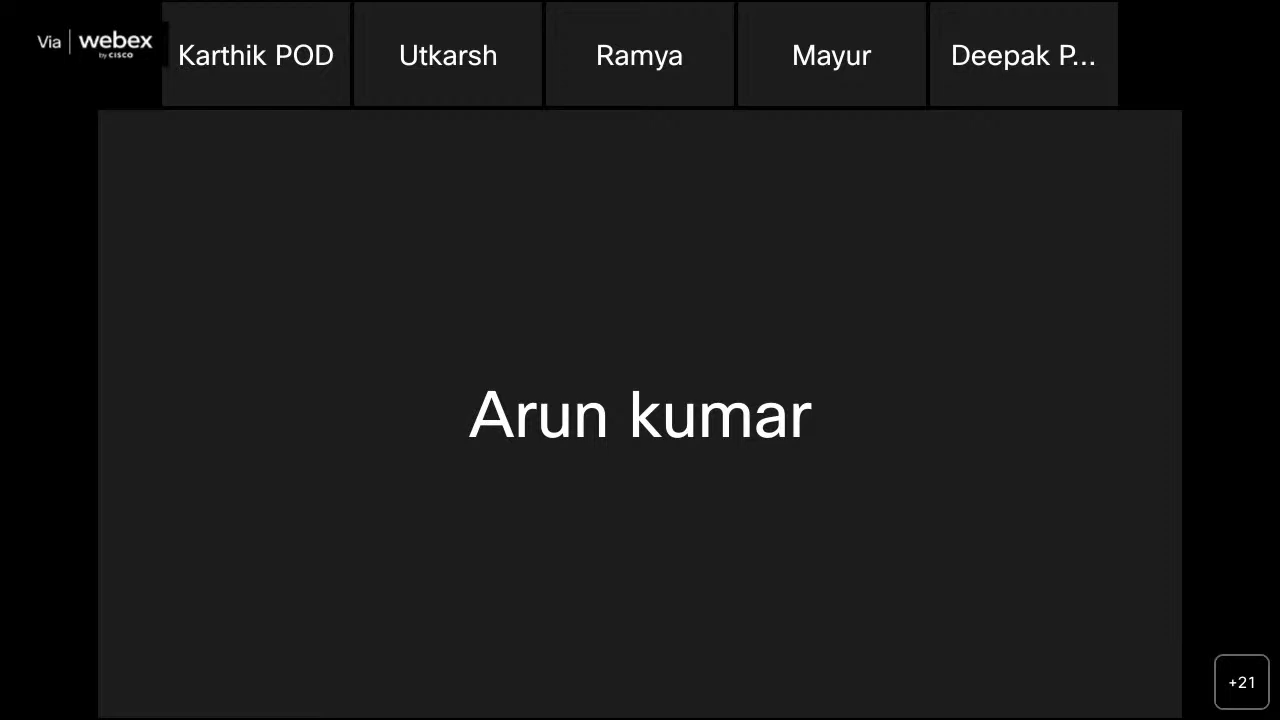 Via | webex
by CISCO
Karthik POD
Utkarsh
Ramya
Mayur
Deepak P...
Arun kumar
+21